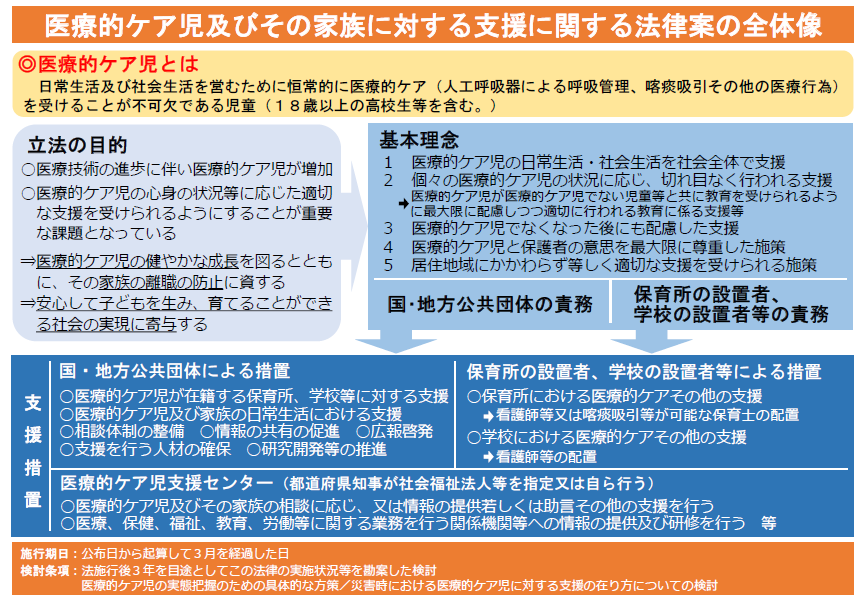 医療的ケア児及びその家族に対する支援に関する法律案の全体像
◎医療的ケア児とは
日常生活及び社会生活を営むために恒常的に医療的ケア（人工呼吸器による呼吸管理、喀痰吸引その他の医療行為）
を受けることが不可欠である児童（１８歳以上の高校生等を含む。）
立法の目的
○医療技術の進歩に伴い医療的ケア児が増加
○医療的ケア児の心身の状況等に応じた適切
な支援を受けられるようにすることが重要
な課題となっている
⇒医療的ケア児の健やかな成長を図るととも
に、その家族の離職の防止に資する
⇒安心して子どもを生み、育てることができ
る社会の実現に寄与する
基本理念
1 医療的ケア児の日常生活・社会生活を社会全体で支援
2 個々の医療的ケア児の状況に応じ、切れ目なく行われる支援
➜医療的ケア児が医療的ケア児でない児童等と共に教育を受けられるよう
に最大限に配慮しつつ適切に行われる教育に係る支援等
3 医療的ケア児でなくなった後にも配慮した支援
4 医療的ケア児と保護者の意思を最大限に尊重した施策
5 居住地域にかかわらず等しく適切な支援を受けられる施策
国･地方公共団体の責務
保育所の設置者、
学校の設置者等の責務
支援措置
国・地方公共団体による措置
○医療的ケア児が在籍する保育所、学校等に対する支援
○医療的ケア児及び家族の日常生活における支援
○相談体制の整備 ○情報の共有の促進 ○広報啓発
○支援を行う人材の確保 ○研究開発等の推進
保育所の設置者、学校の設置者等による措置
○保育所における医療的ケアその他の支援
➜看護師等又は喀痰吸引等が可能な保育士の配置
○学校における医療的ケアその他の支援
➜看護師等の配置
医療的ケア児支援センター（都道府県知事が社会福祉法人等を指定又は自ら行う）
○医療的ケア児及びその家族の相談に応じ、又は情報の提供若しくは助言その他の支援を行う
○医療、保健、福祉、教育、労働等に関する業務を行う関係機関等への情報の提供及び研修を行う 等
施行期日：公布日から起算して３月を経過した日
検討条項：法施行後３年を目途としてこの法律の実施状況等を勘案した検討
医療的ケア児の実態把握のための具体的な方策／災害時における医療的ケア児に対する支援の在り方についての検討